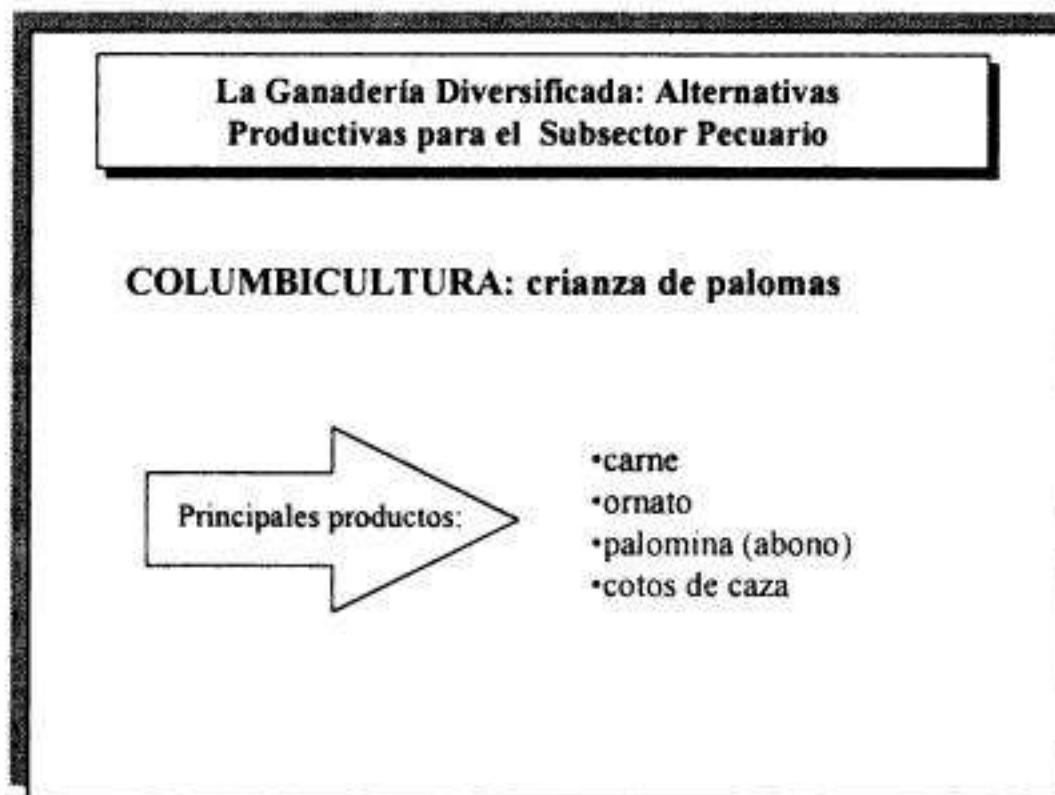 La Ganadería Diversificada: Alternativas
Productivas para el Subsector Pecuario
COLUMBICULTURA: crianza de palomas
Principales productos:
•carne
•ornato
•palomina (abono)
•cotos de caza